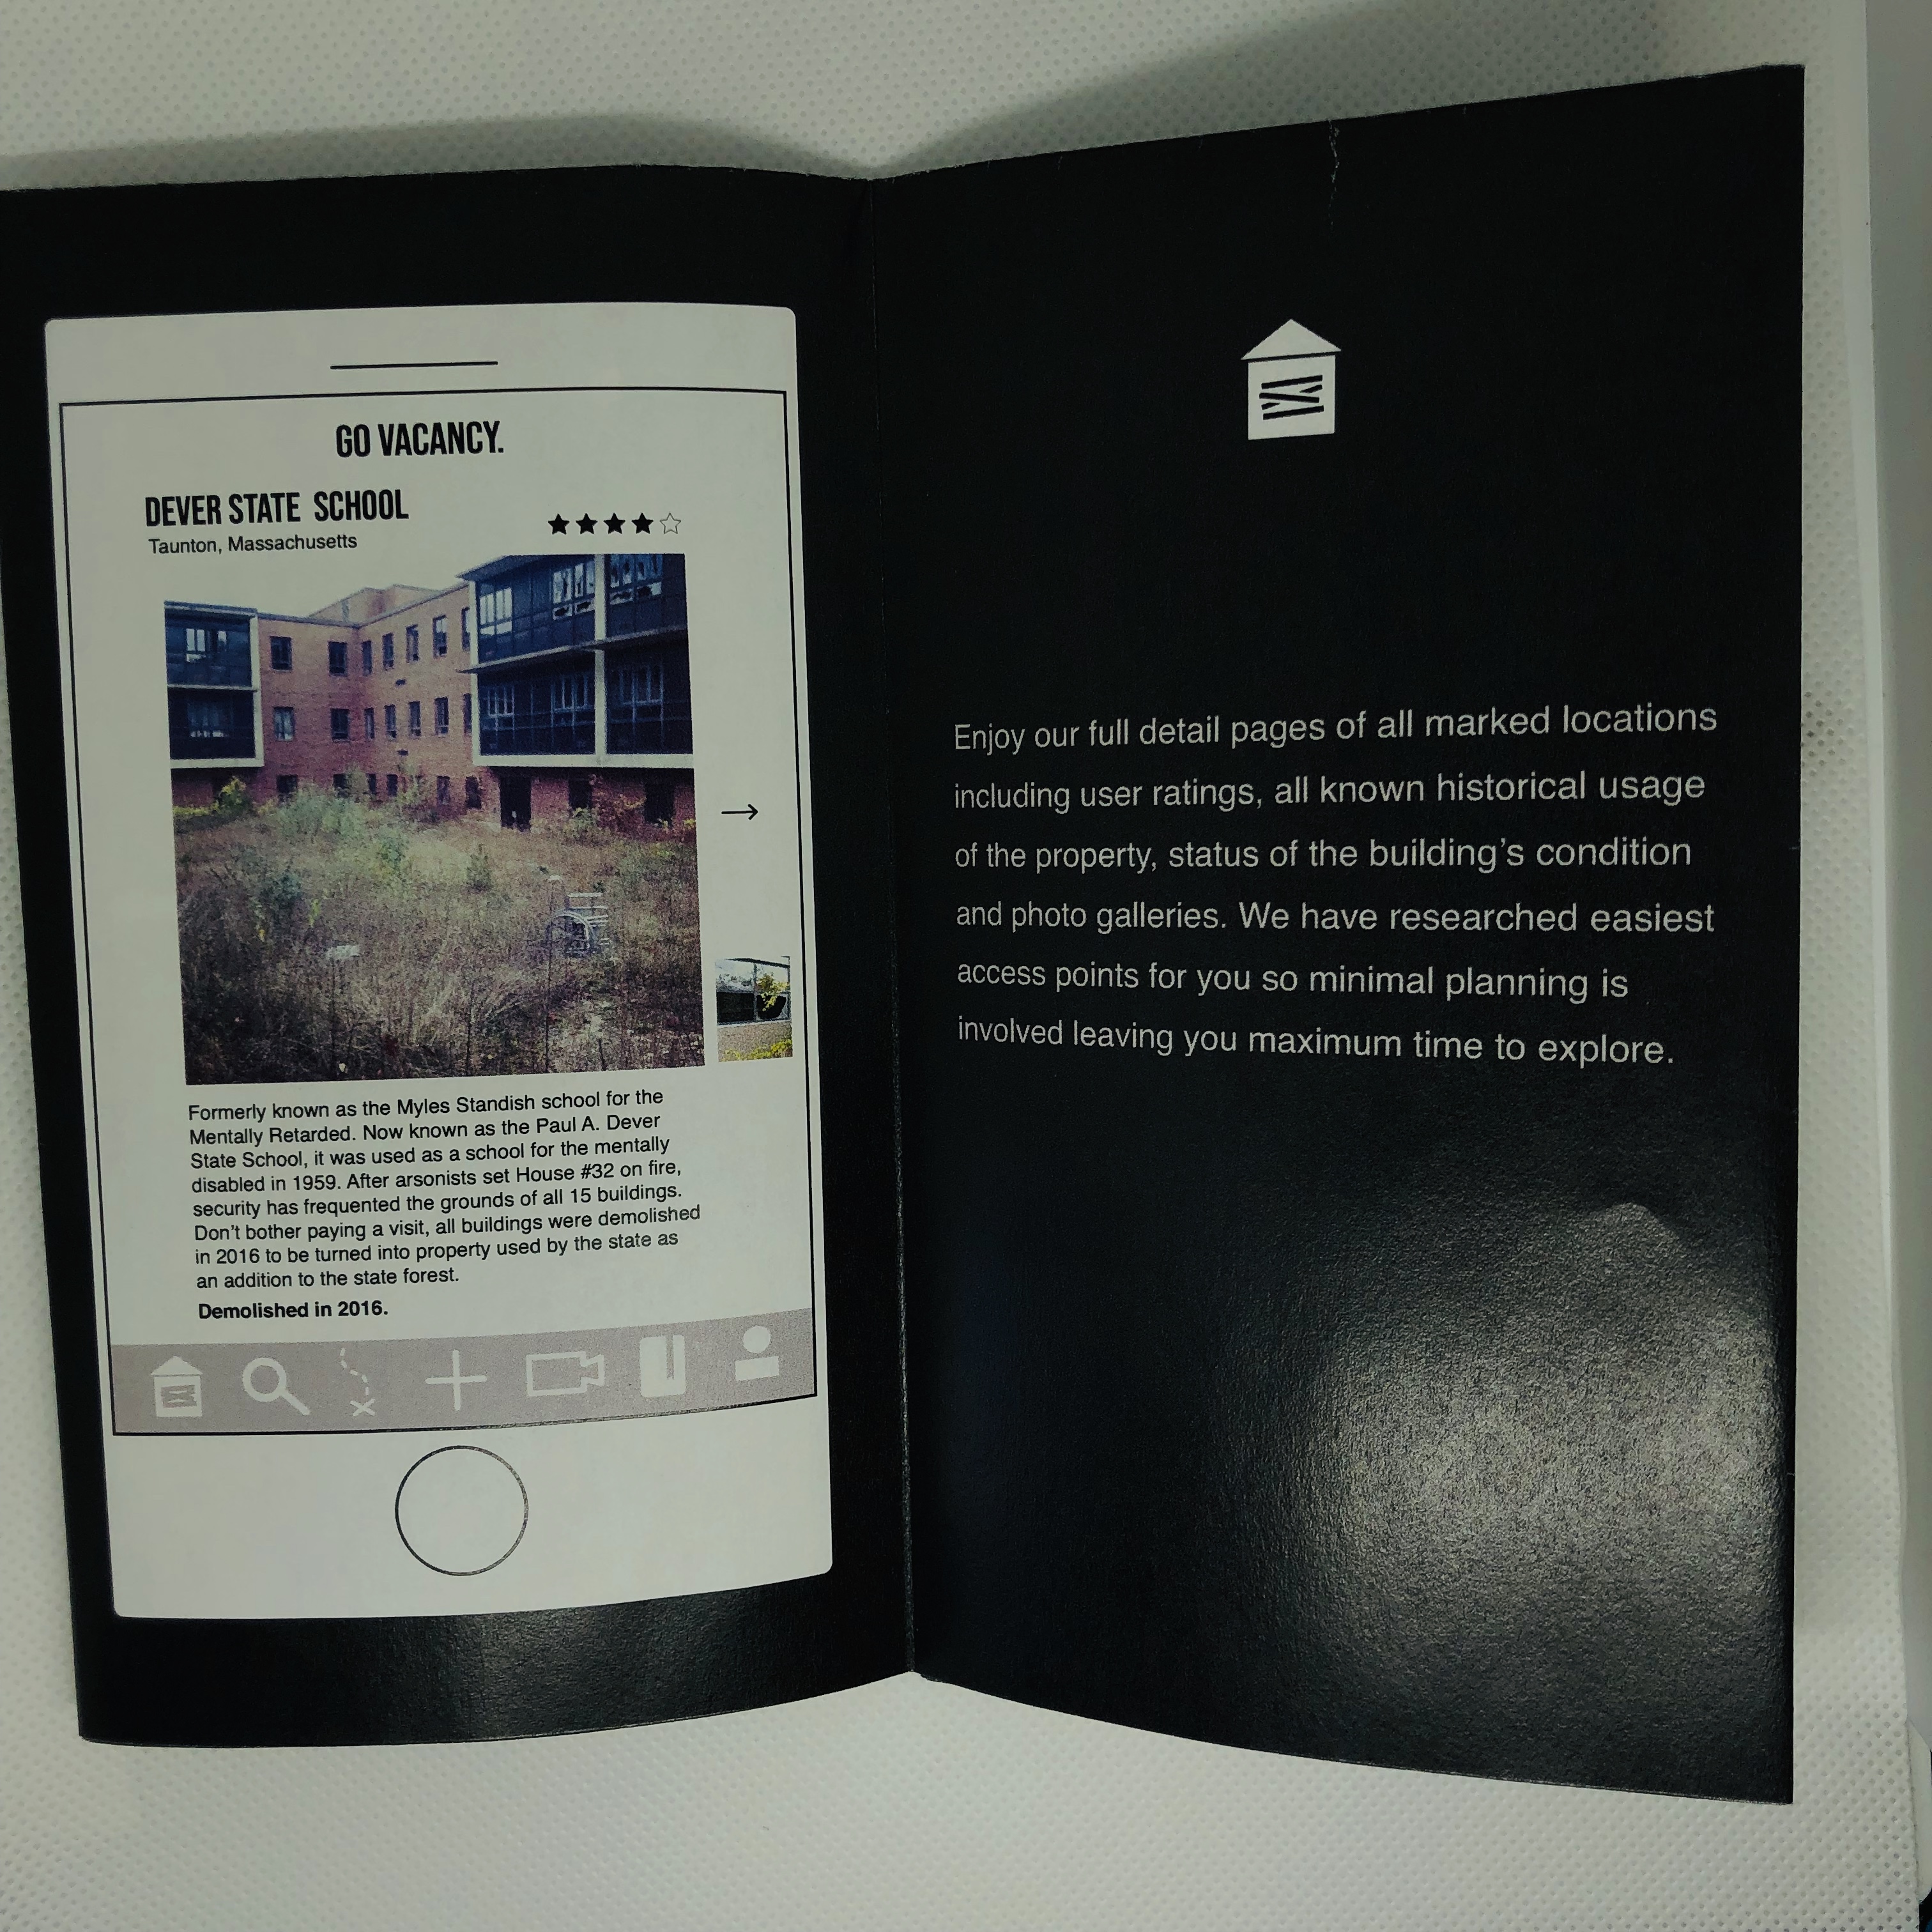 GO VACANCY.
DEVER STATE SCHOOL
Taunton, Massachusetts
Formerly known as the Myles Standish school for the
Mentally Retarded. Now known as the Paul A. Dever
State School, it was used as a school for the mentally
disabled in 1959. After arsonists set House #32 on fire,
security has frequented the grounds of all 15 buildings.
Don't bother paying a visit, all buildings were demolished
in 2016 to be turned into property used by the state as
an addition to the state forest.
Demolished in 2016.
Enjoy our full detail pages of all marked locations
including user ratings, all known historical usage
of the property, status of the building's condition
and photo galleries. We have researched easiest
access points for you so minimal planning is
involved leaving you maximum time to explore.